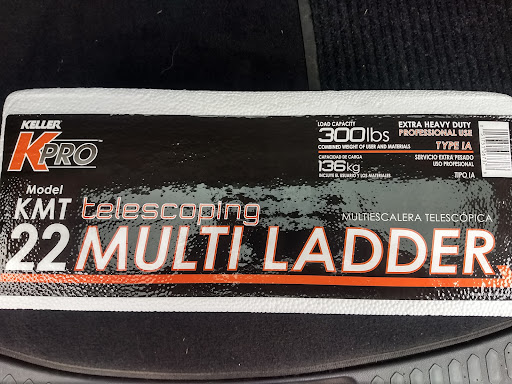 KELLER
KPRO™
Model
KMT
22
telescoping
MULTI LADDER
MULTIESCALERA TELESCÓPICA
LOAD CAPACITY
300lbs
COMBINED WEIGHT OF USER AND MATERIALS
CAPACIDAD DE CARGA
136kg
INCLUYE EL USUARIO Y LOS MATERIALES
EXTRA HEAVY DUTY
PROFESSIONAL USE
TYPE IA
SERVICIO EXTRA PESADO
USO PROFESIONAL
TIPO IA